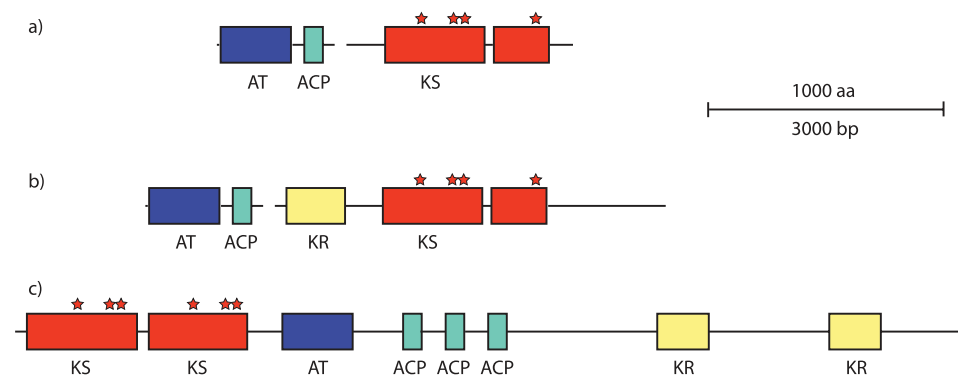 a)
AT ACP KS
1000 aa
3000 bp
b)
AT ACP KR KS
c)
KS KS AT ACP ACP ACP KR KR